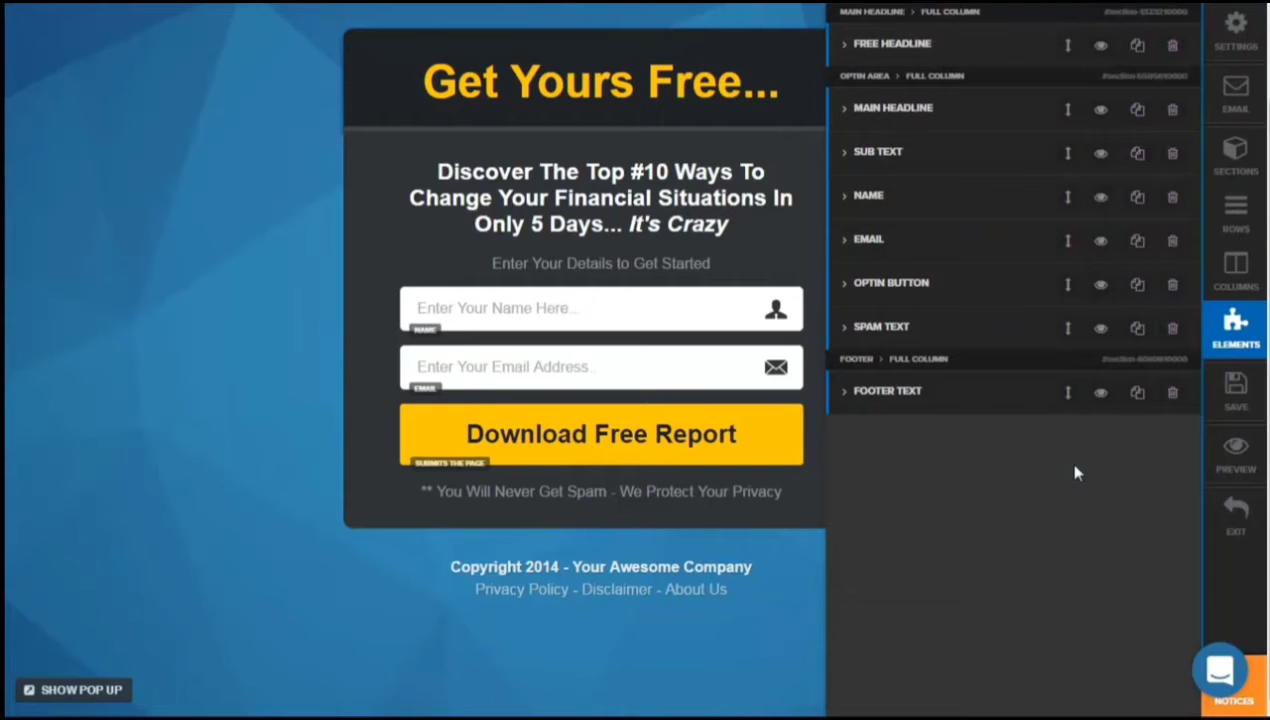 Get Yours Free...
Discover The Top #10 Ways To
Change Your Financial Situations In
Only 5 Days... It's Crazy
Enter Your Details to Get Started
Enter Your Name Here...
NAME
Enter Your Email Address..
EMAIL
Download Free Report
SUBMITS THE PAGE
** You Will Never Get Spam - We Protect Your Privacy
Copyright 2014 - Your Awesome Company
Privacy Policy - Disclaimer - About Us
SHOW POP UP
MAIN HEADLINE > FULL COLUMN
FREE HEADLINE
OPTIN AREA > FULL COLUMN
MAIN HEADLINE
SUB TEXT
NAME
EMAIL
OPTIN BUTTON
SPAM TEXT
FOOTER > FULL COLUMN
FOOTER TEXT
SETTINGS
EMAIL
SECTIONS
ROWS
COLUMNS
ELEMENTS
SAVE
PREVIEW
EXIT
NOTICES